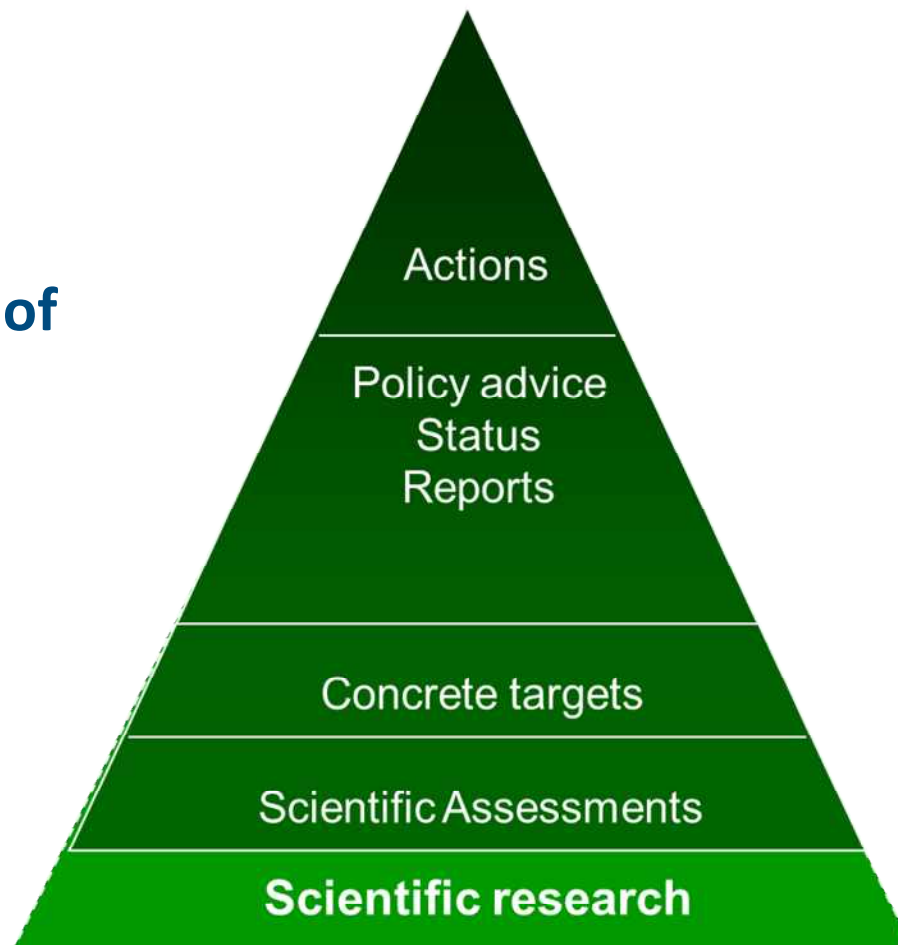 Actions
of
Policy advice
Status
Reports
Concrete targets
Scientific Assessments
Scientific research